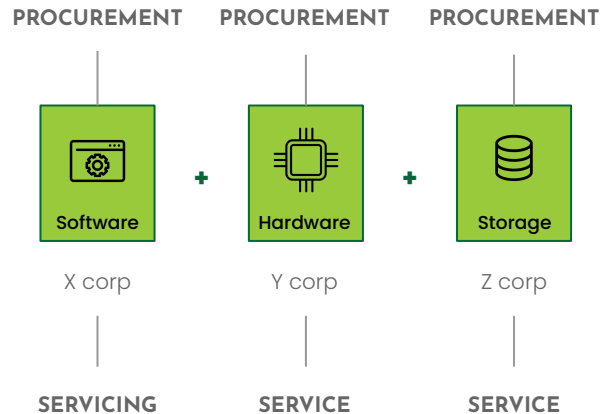 PROCUREMENT PROCUREMENT PROCUREMENT
Software Hardware Storage
X corp Y corp Z corp
SERVICING SERVICE SERVICE